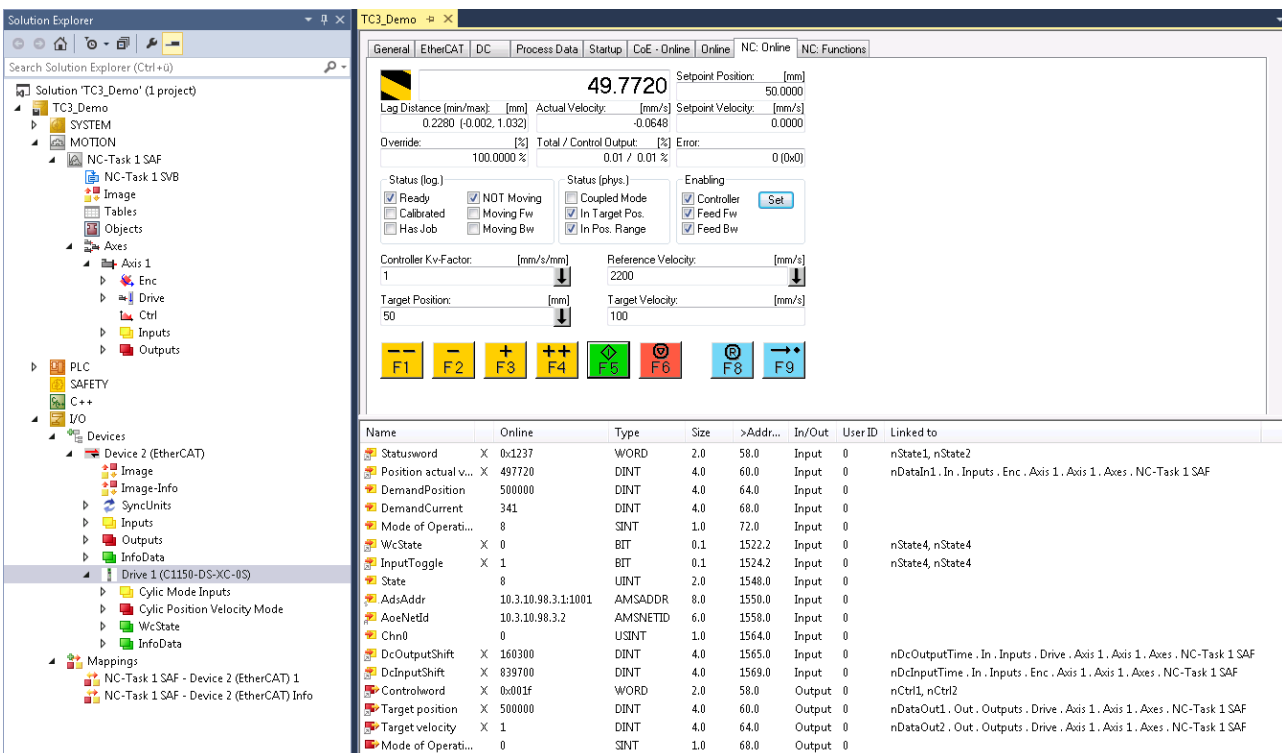 Solution Explorer
Search Solution Explorer (Ctrl+ü)
Solution 'TC3_Demo' (1 project)
TC3_Demo
SYSTEM
MOTION
NC-Task 1 SAF
NC-Task 1 SVB
Image
Tables
Objects
Axes
Axis 1
Enc
Drive
Ctrl
Inputs
Outputs
PLC
SAFETY
C++
I/O
Devices
Device 2 (EtherCAT)
Image
Image-Info
SyncUnits
Inputs
Outputs
InfoData
Drive 1 (C1150-DS-XC-0S)
Cylic Mode Inputs
Cylic Position Velocity Mode
WcState
InfoData
Mappings
NC-Task 1 SAF - Device 2 (EtherCAT) 1
NC-Task 1 SAF - Device 2 (EtherCAT) Info
TC3_Demo
General EtherCAT DC Process Data Startup CoE - Online Online NC: Online NC: Functions
49.7720 Setpoint Position: [mm]
50.0000
Lag Distance (min/max): [mm] Actual Velocity: [mm/s] Setpoint Velocity: [mm/s]
0.2280 (-0.002, 1.032) -0.0648 0.0000
Override: [%] Total / Control Output: [%] Error:
100.0000 % 0.01 / 0.01 % 0 (0x0)
Status (log.) Status (phys.) Enabling
Ready NOT Moving Coupled Mode Controller Set
Calibrated Moving Fw In Target Pos. Feed Fw
Has Job Moving Bw In Pos. Range Feed Bw
Controller Kv-Factor: [mm/s/mm] Reference Velocity: [mm/s]
1 2200
Target Position: [mm] Target Velocity: [mm/s]
50 100
-- - + ++ R
F1 F2 F3 F4 F5 F6 F8 F9
Name Online Type Size >Addr... In/Out User ID Linked to
Statusword X 0x1237 WORD 2.0 58.0 Input 0 nState1, nState2
Position actual v... X 497720 DINT 4.0 60.0 Input 0 nDataIn1 . In . Inputs . Enc . Axis 1 . Axis 1 . Axes . NC-Task 1 SAF
DemandPosition 500000 DINT 4.0 64.0 Input 0
DemandCurrent 341 DINT 4.0 68.0 Input 0
Mode of Operati... 8 SINT 1.0 72.0 Input 0
WcState X 0 BIT 0.1 1522.2 Input 0 nState4, nState4
InputToggle X 1 BIT 0.1 1524.2 Input 0 nState4, nState4
State 8 UINT 2.0 1548.0 Input 0
AdsAddr 10.3.10.98.3.1:1001 AMSADDR 8.0 1550.0 Input 0
AoeNetId 10.3.10.98.3.2 AMSNETID 6.0 1558.0 Input 0
Chn0 0 USINT 1.0 1564.0 Input 0
DcOutputShift X 160300 DINT 4.0 1565.0 Input 0 nDcOutputTime . In . Inputs . Drive . Axis 1 . Axis 1 . Axes . NC-Task 1 SAF
DcInputShift X 839700 DINT 4.0 1569.0 Input 0 nDcInputTime . In . Inputs . Enc . Axis 1 . Axis 1 . Axes . NC-Task 1 SAF
Controlword X 0x001f WORD 2.0 58.0 Output 0 nCtrl1, nCtrl2
Target position X 500000 DINT 4.0 60.0 Output 0 nDataOut1 . Out . Outputs . Drive . Axis 1 . Axis 1 . Axes . NC-Task 1 SAF
Target velocity X 1 DINT 4.0 64.0 Output 0 nDataOut2 . Out . Outputs . Drive . Axis 1 . Axis 1 . Axes . NC-Task 1 SAF
Mode of Operati... 0 SINT 1.0 68.0 Output 0